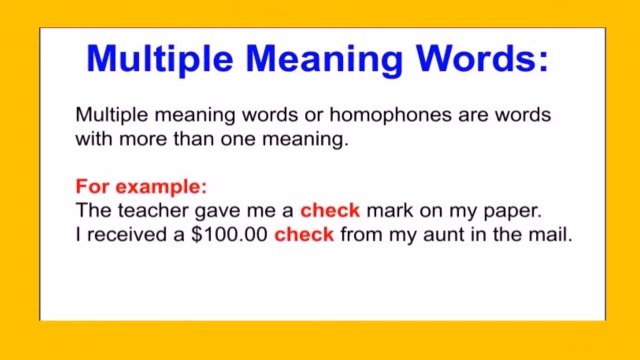 Multiple Meaning Words:
Multiple meaning words or homophones are words
with more than one meaning.
For example:
The teacher gave me a check mark on my paper.
I received a $100.00 check from my aunt in the mail.